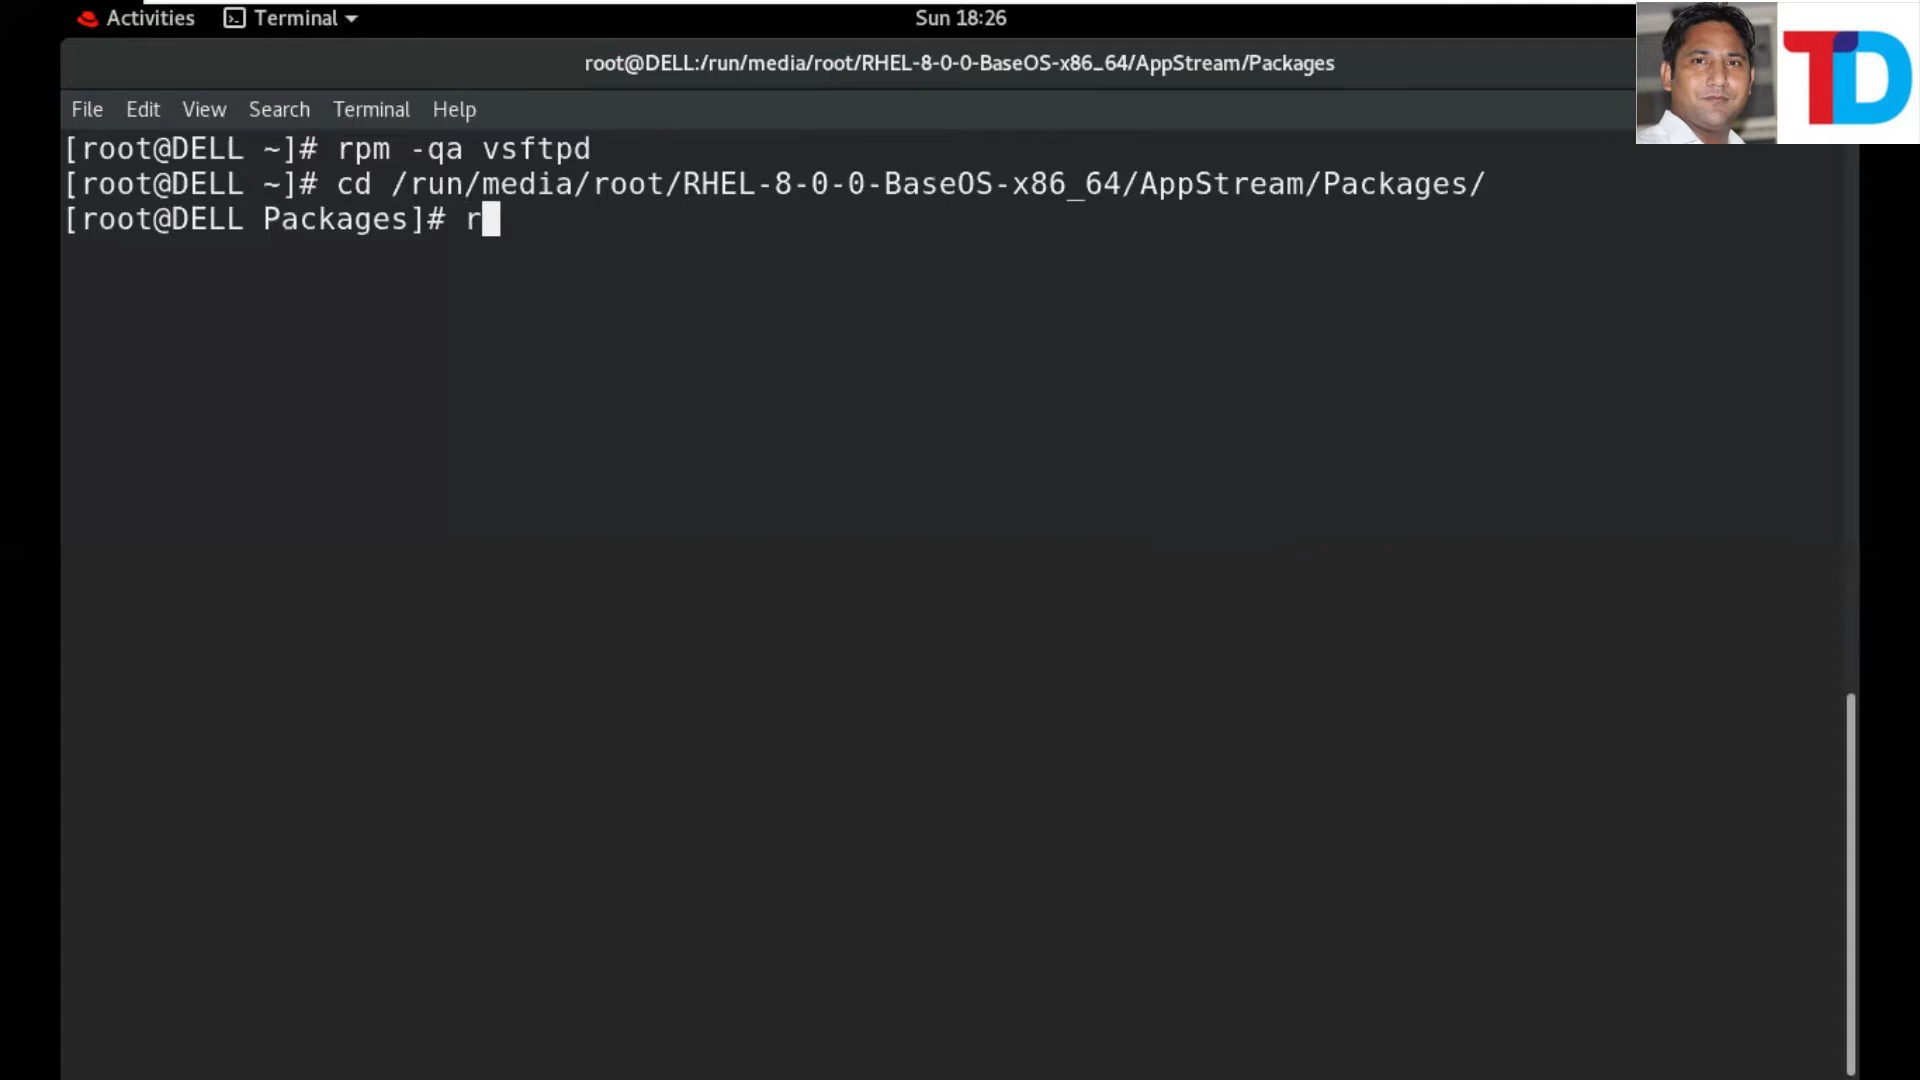 Activities
Terminal
Sun 18:26
root@DELL:/run/media/root/RHEL-8-0-0-BaseOS-x86_64/AppStream/Packages
File Edit View Search Terminal Help
[root@DELL ~]# rpm -qa vsftpd
[root@DELL ~]# cd /run/media/root/RHEL-8-0-0-BaseOS-x86_64/AppStream/Packages/
[root@DELL Packages]# r
TD